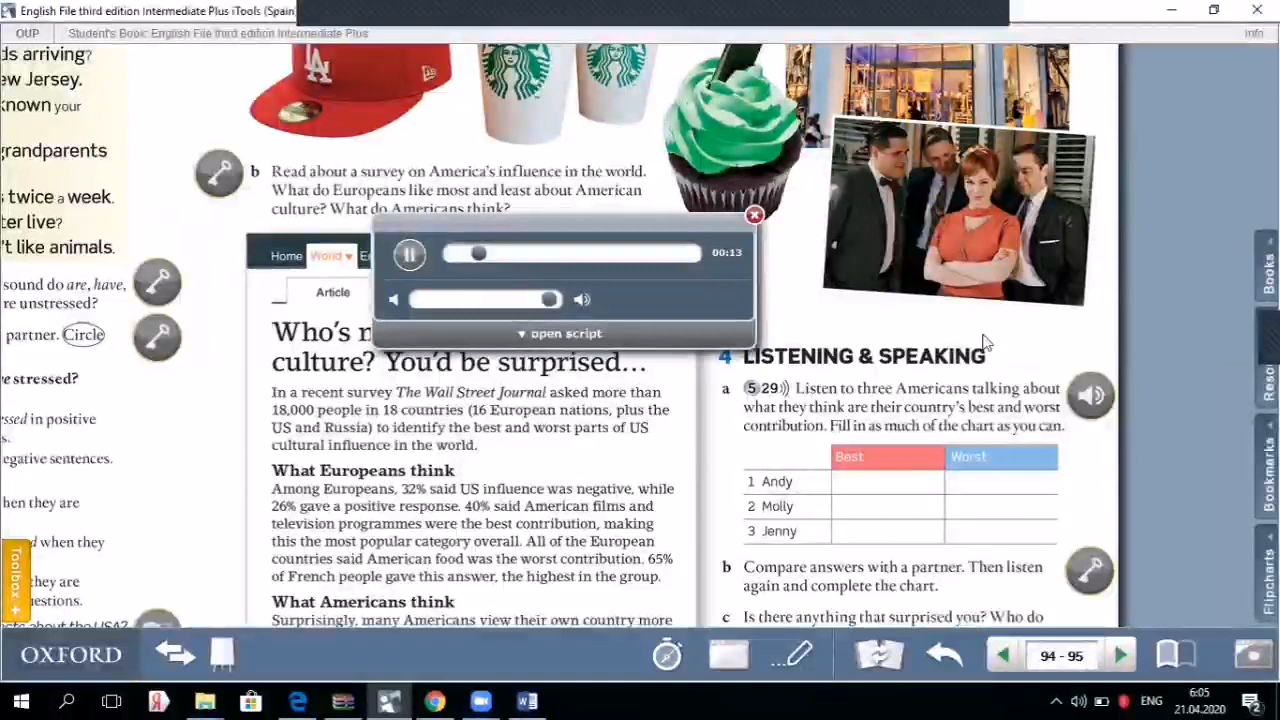 English File third edition Intermediate Plus iTools (Spain
OUP
Student's Book: English File third edition Intermediate Plus
Info
ds arriving?
ew Jersey.
known your
grandparents
s twice a week.
ter live?
't like animals.
sound do are, have,
re unstressed?
partner. Circle
e stressed?
essed in positive
s.
egative sentences.
hen they are
d when they
they are
estions.
cts about the USA?
LA
b Read about a survey on America's influence in the world.
What do Europeans like most and least about American
culture? What do Americans think?
Home World
Article
00:13
open script
Who's
culture? You'd be surprised...
In a recent survey The Wall Street Journal asked more than
18,000 people in 18 countries (16 European nations, plus the
US and Russia) to identify the best and worst parts of US
cultural influence in the world.
What Europeans think
Among Europeans, 32% said US influence was negative, while
26% gave a positive response. 40% said American films and
television programmes were the best contribution, making
this the most popular category overall. All of the European
countries said American food was the worst contribution. 65%
of French people gave this answer, the highest in the group.
What Americans think
Surprisingly, many Americans view their own country more
4 LISTENING & SPEAKING
a 5 29 Listen to three Americans talking about
what they think are their country's best and worst
contribution. Fill in as much of the chart as you can.
Best Worst
1 Andy
2 Molly
3 Jenny
b Compare answers with a partner. Then listen
again and complete the chart.
c Is there anything that surprised you? Who do
Books
Bookmarks
Flipcharts
Toolbox +
OXFORD
94 - 95
ENG
6:05
21.04.2020